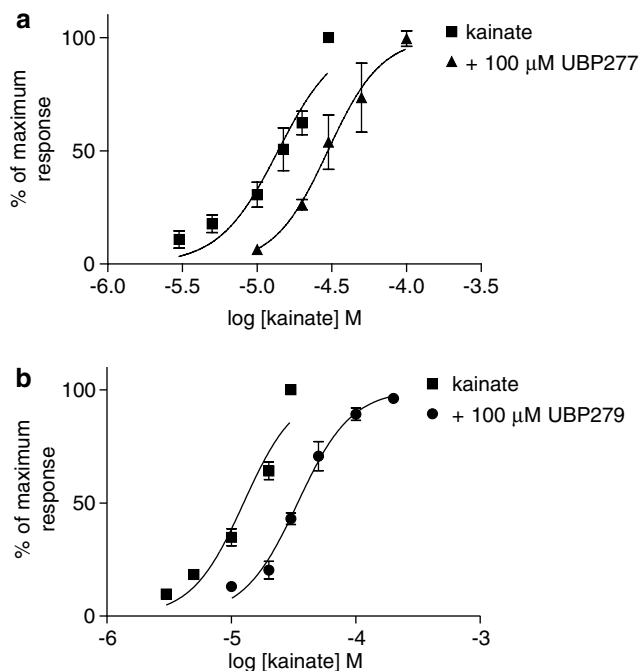 a
kainate
+ 100 μM UBP277
% of maximum
response
100
50
0
-6.0 -5.5 -5.0 -4.5 -4.0 -3.5
log [kainate] M
b
kainate
+ 100 μM UBP279
% of maximum
response
100
50
0
-6 -5 -4 -3
log [kainate] M